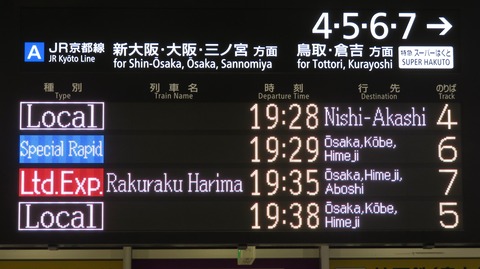 4・5・6・7→
A JR京都線 新大阪・大阪・三ノ宮 方面 鳥取・倉吉 方面 特急 スーパーはくと
JR Kyōto Line for Shin-Ōsaka, Ōsaka, Sannomiya for Tottori, Kurayoshi SUPER HAKUTO
種別 列車名 時刻 行先 のりば
Type Train Name Departure Time Destination Track
Local 19:28 Nishi-Akashi 4
Special Rapid 19:29 Ōsaka,Kōbe, Himeji 6
Ltd.Exp. Rakuraku Harima 19:35 Ōsaka,Himeji, Aboshi 7
Local 19:38 Ōsaka,Kōbe, Himeji 5